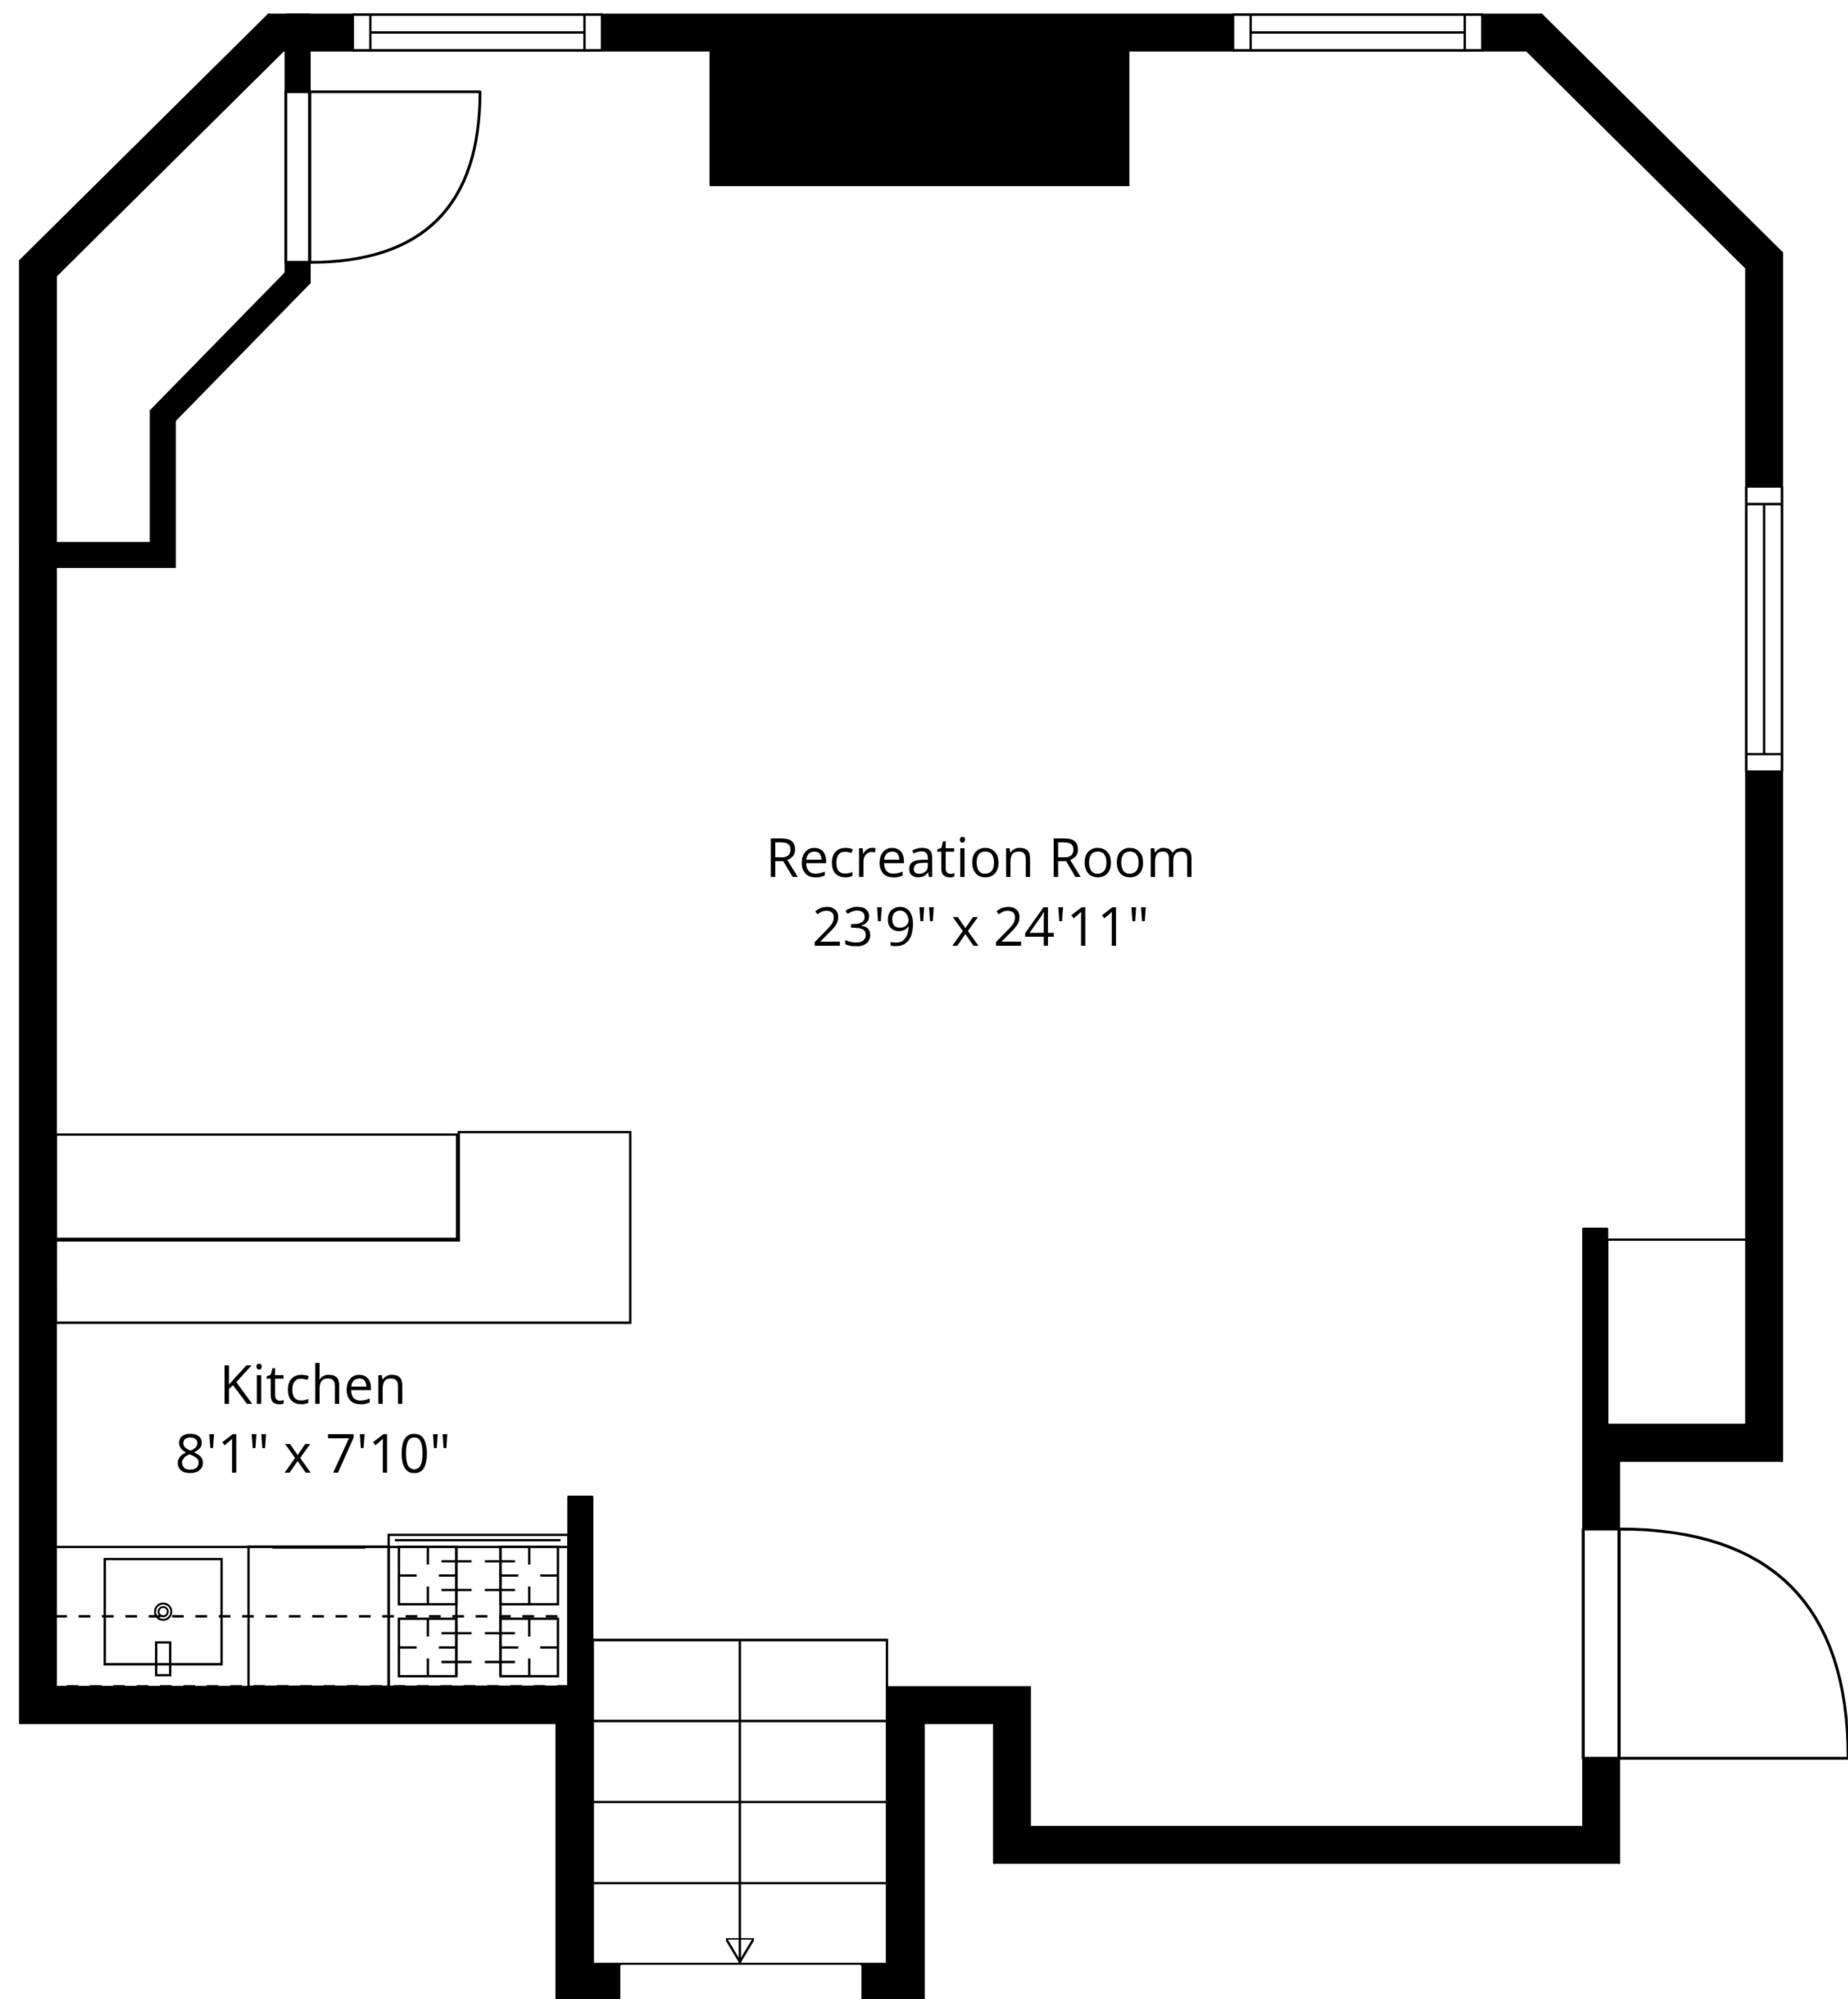 Recreation Room
23'9" x 24'11"
Kitchen
8'1" x 7'10"